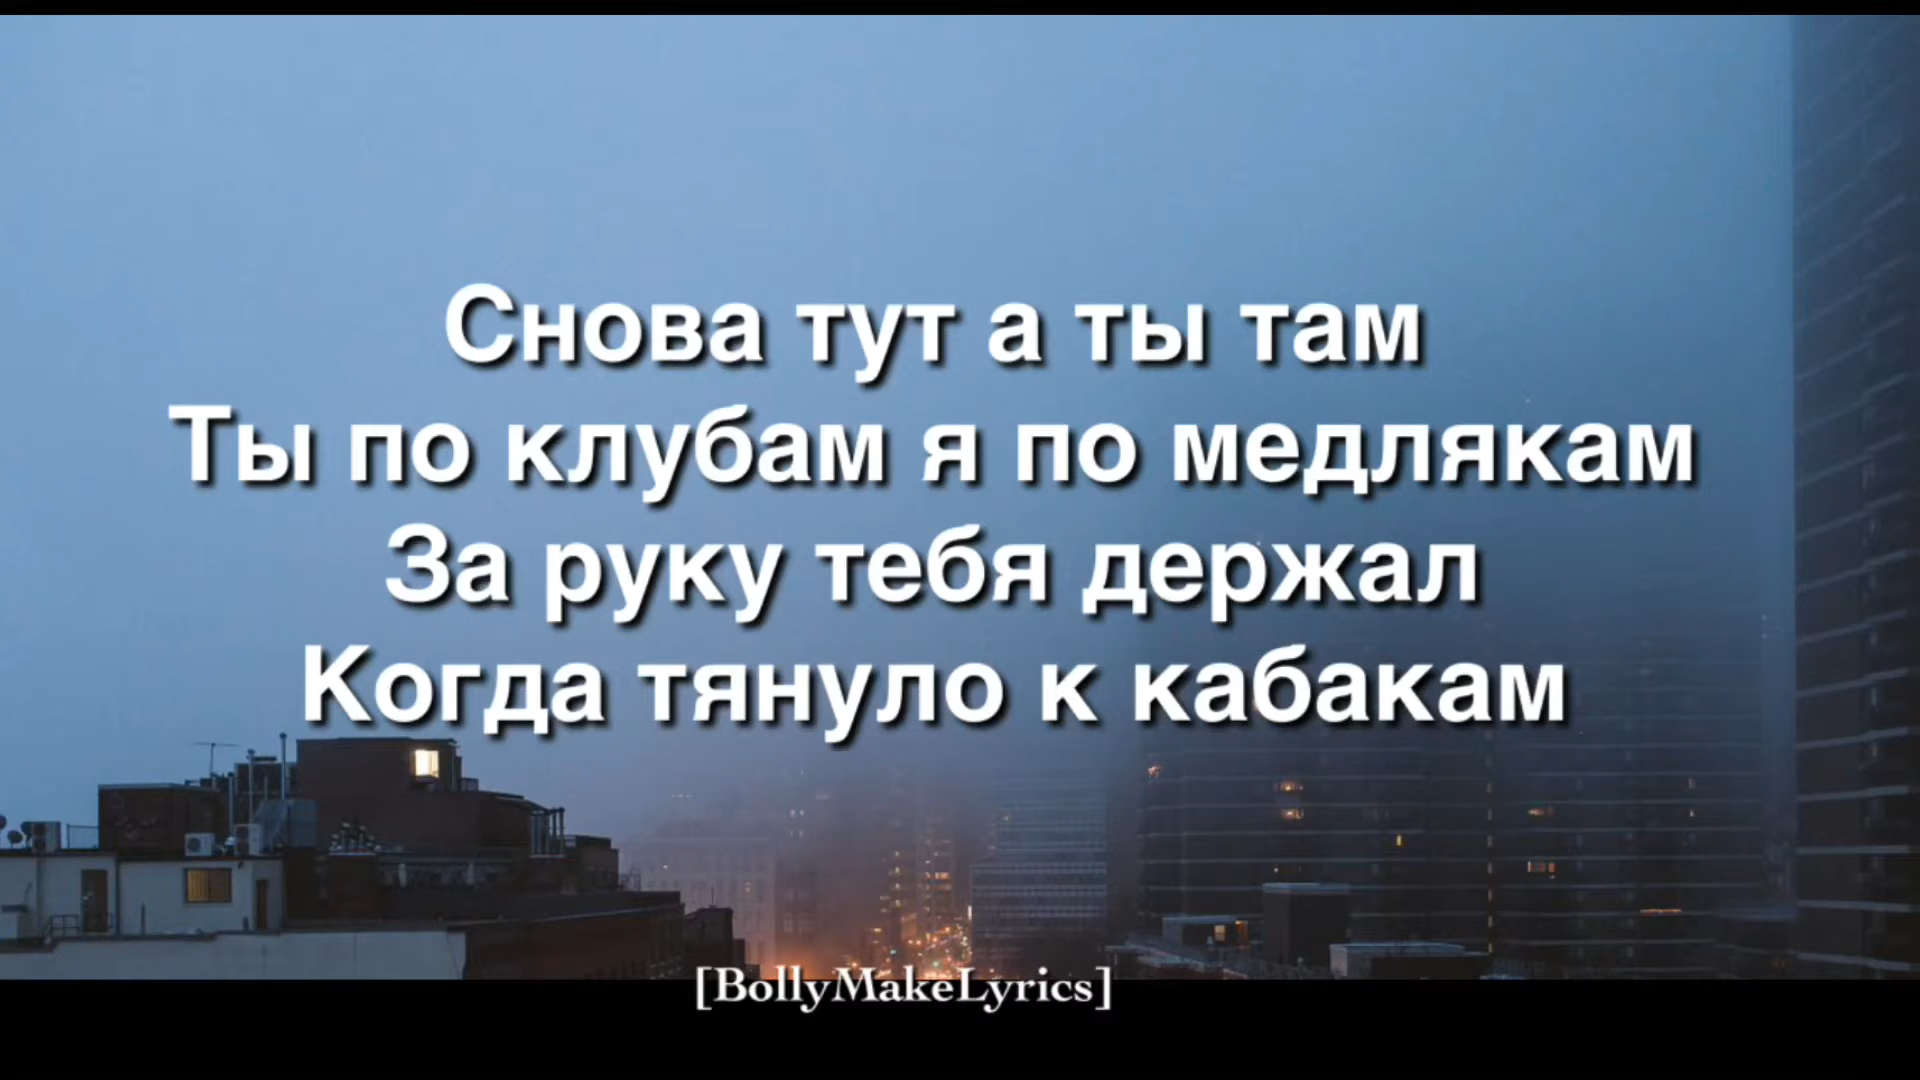 Снова тут а ты там
Ты по клубам я по медлякам
За руку тебя держал
Когда тянуло к кабакам
[BollyMakeLyrics]